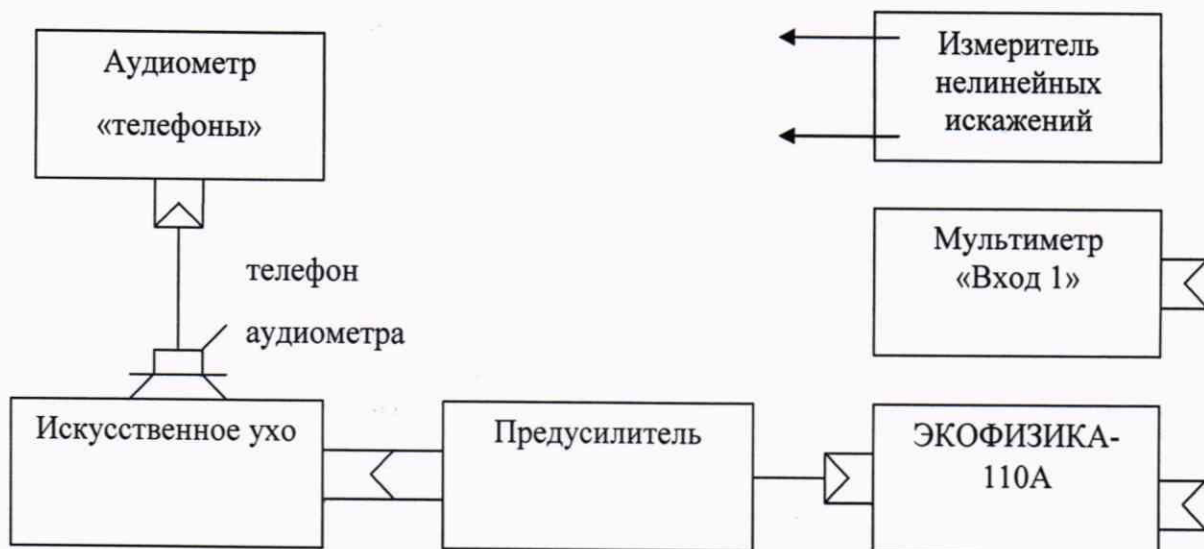 Аудиометр
«телефоны»
Измеритель
нелинейных
искажений
Мультиметр
«Вход 1»
телефон
аудиометра
Искусственное ухо
Предусилитель
ЭКОФИЗИКА-
110А